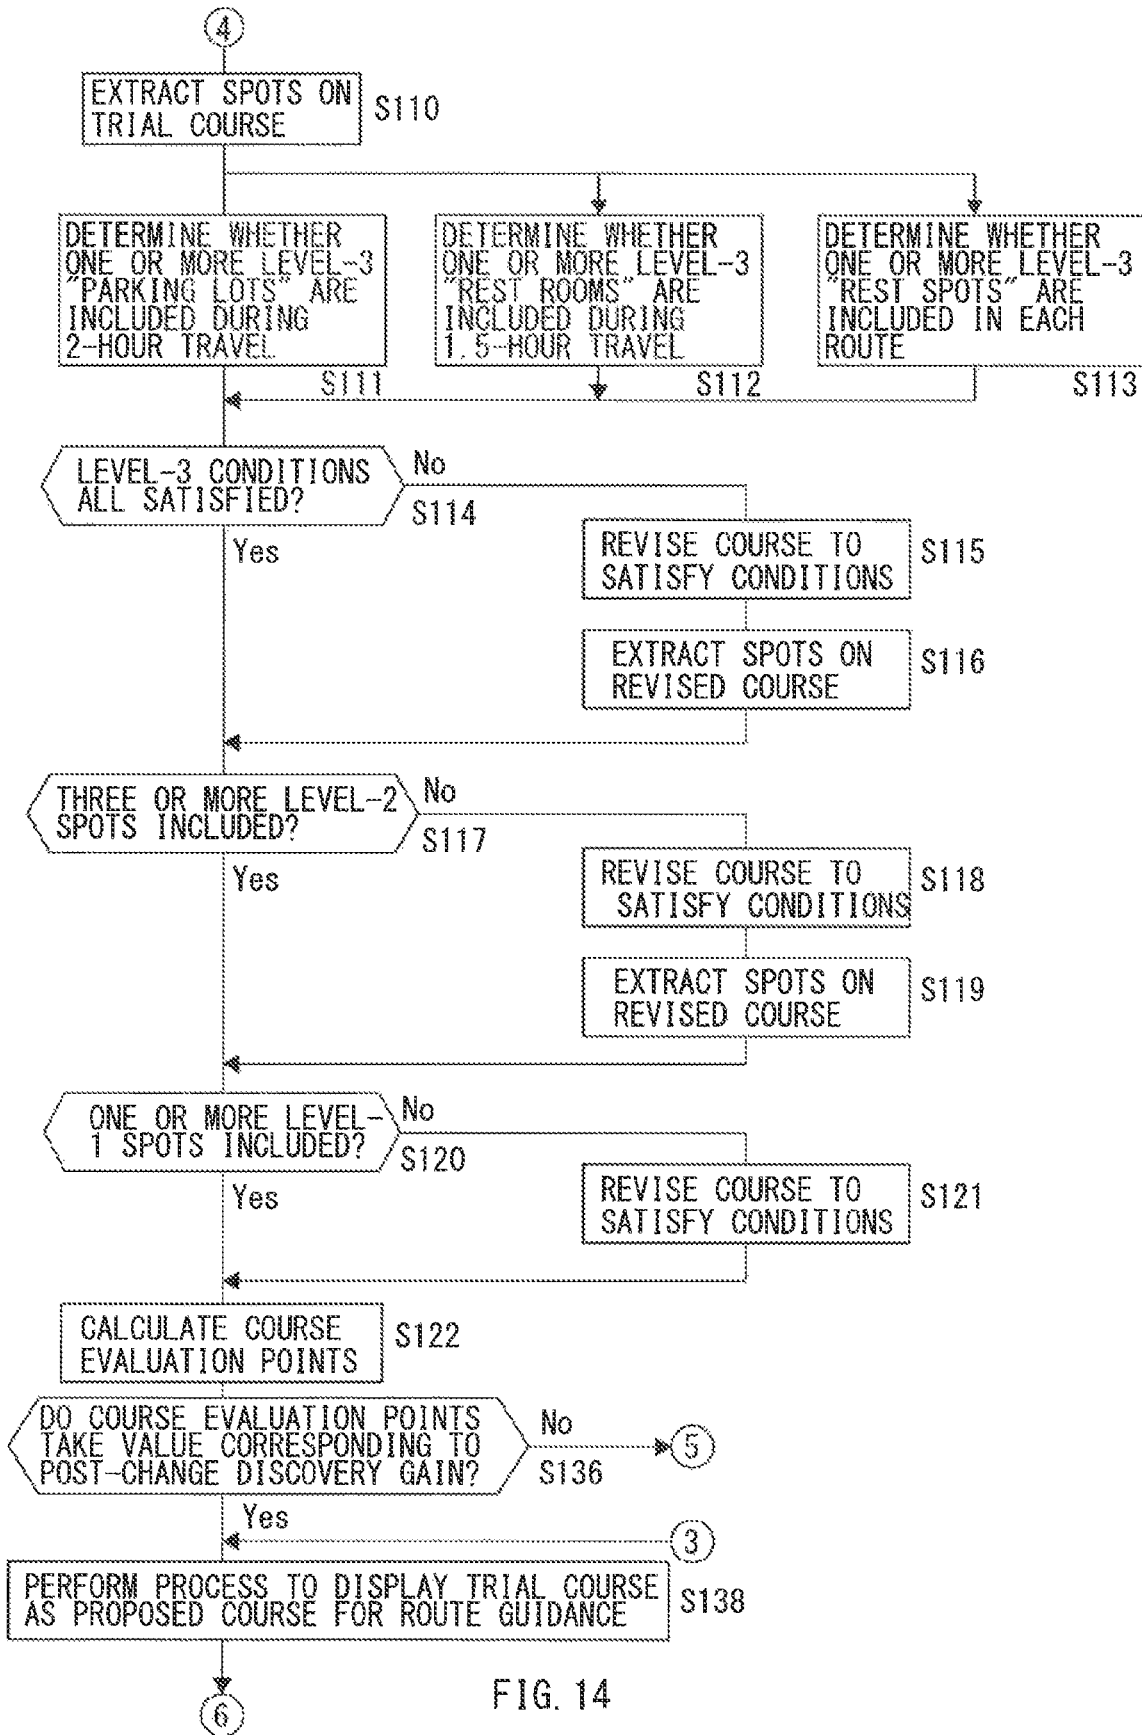 4
EXTRACT SPOTS ON
TRIAL COURSE
S110
DETERMINE WHETHER
ONE OR MORE LEVEL-3
"PARKING LOTS" ARE
INCLUDED DURING
2-HOUR TRAVEL
S111
DETERMINE WHETHER
ONE OR MORE LEVEL-3
"REST ROOMS" ARE
INCLUDED DURING
1.5-HOUR TRAVEL
S112
DETERMINE WHETHER
ONE OR MORE LEVEL-3
"REST SPOTS" ARE
INCLUDED IN EACH
ROUTE
S113
LEVEL-3 CONDITIONS
ALL SATISFIED?
No
S114
Yes
REVISE COURSE TO
SATISFY CONDITIONS
S115
EXTRACT SPOTS ON
REVISED COURSE
S116
THREE OR MORE LEVEL-2
SPOTS INCLUDED?
No
S117
Yes
REVISE COURSE TO
SATISFY CONDITIONS
S118
EXTRACT SPOTS ON
REVISED COURSE
S119
ONE OR MORE LEVEL-
1 SPOTS INCLUDED?
No
S120
Yes
REVISE COURSE TO
SATISFY CONDITIONS
S121
CALCULATE COURSE
EVALUATION POINTS
S122
DO COURSE EVALUATION POINTS
TAKE VALUE CORRESPONDING TO
POST-CHANGE DISCOVERY GAIN?
No
S136
5
Yes
3
PERFORM PROCESS TO DISPLAY TRIAL COURSE
AS PROPOSED COURSE FOR ROUTE GUIDANCE
S138
6
FIG. 14